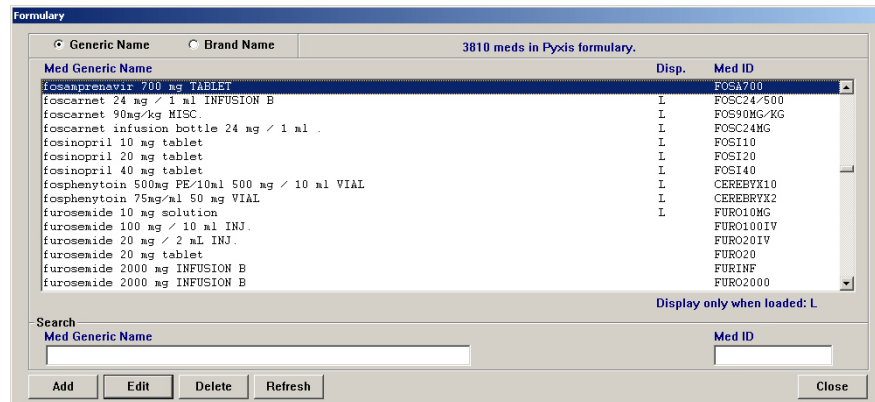 Formulary
Generic Name Brand Name 3810 meds in Pyxis formulary.
Med Generic Name Disp. Med ID
fosamprenavir 700 mg TABLET FOSA700
foscarnet 24 mg / 1 ml INFUSION B L FOSC24/500
foscarnet 90mg/kg MISC. L FOS90MG/KG
foscarnet infusion bottle 24 mg / 1 ml . L FOSC24MG
fosinopril 10 mg tablet L FOSI10
fosinopril 20 mg tablet L FOSI20
fosinopril 40 mg tablet L FOSI40
fosphenytoin 500mg PE/10ml 500 mg / 10 ml VIAL L CEREBYX10
fosphenytoin 75mg/ml 50 mg VIAL L CEREBRYX2
furosemide 10 mg solution L FURO10MG
furosemide 100 mg / 10 ml INJ. FURO100IV
furosemide 20 mg / 2 mL INJ. FURO20IV
furosemide 20 mg tablet FURO20
furosemide 2000 mg INFUSION B FURINF
furosemide 2000 mg INFUSION B FURO2000
Display only when loaded: L
Search
Med Generic Name Med ID
Add Edit Delete Refresh Close